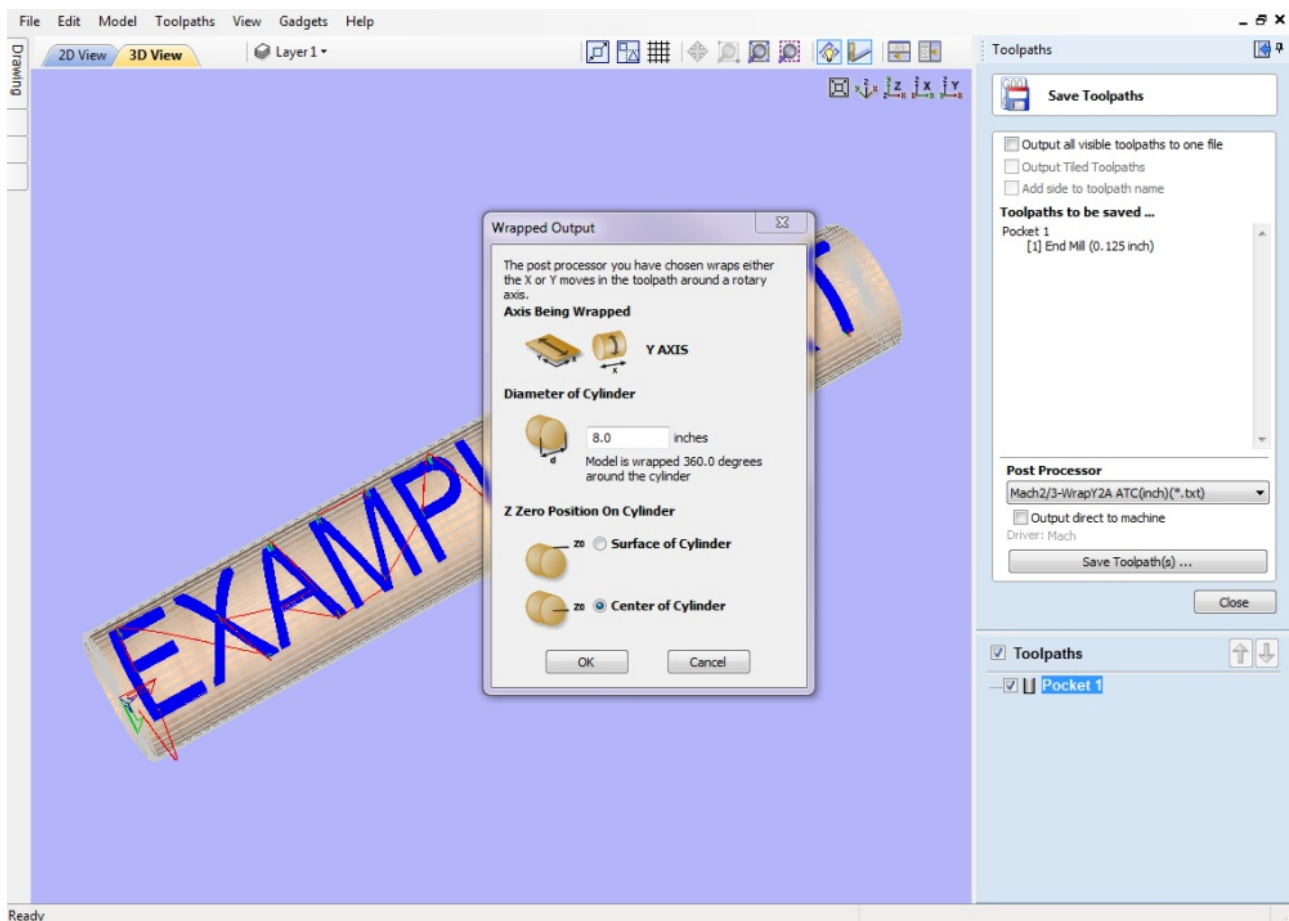 File Edit Model Toolpaths View Gadgets Help
Drawing
2D View 3D View Layer 1
Toolpaths
Save Toolpaths
Output all visible toolpaths to one file
Output Tiled Toolpaths
Add side to toolpath name
Toolpaths to be saved ...
Pocket 1
[1] End Mill (0.125 inch)
Wrapped Output
The post processor you have chosen wraps either
the X or Y moves in the toolpath around a rotary
axis.
Axis Being Wrapped
Y AXIS
Diameter of Cylinder
d
8.0 inches
Model is wrapped 360.0 degrees
around the cylinder
Z Zero Position On Cylinder
Z0 Surface of Cylinder
Z0 Center of Cylinder
OK Cancel
EXAMPL
T
Post Processor
Mach2/3-WrapY2A ATC(inch)(*.txt)
Output direct to machine
Driver: Mach
Save Toolpath(s) ...
Close
Toolpaths
Pocket 1
Ready